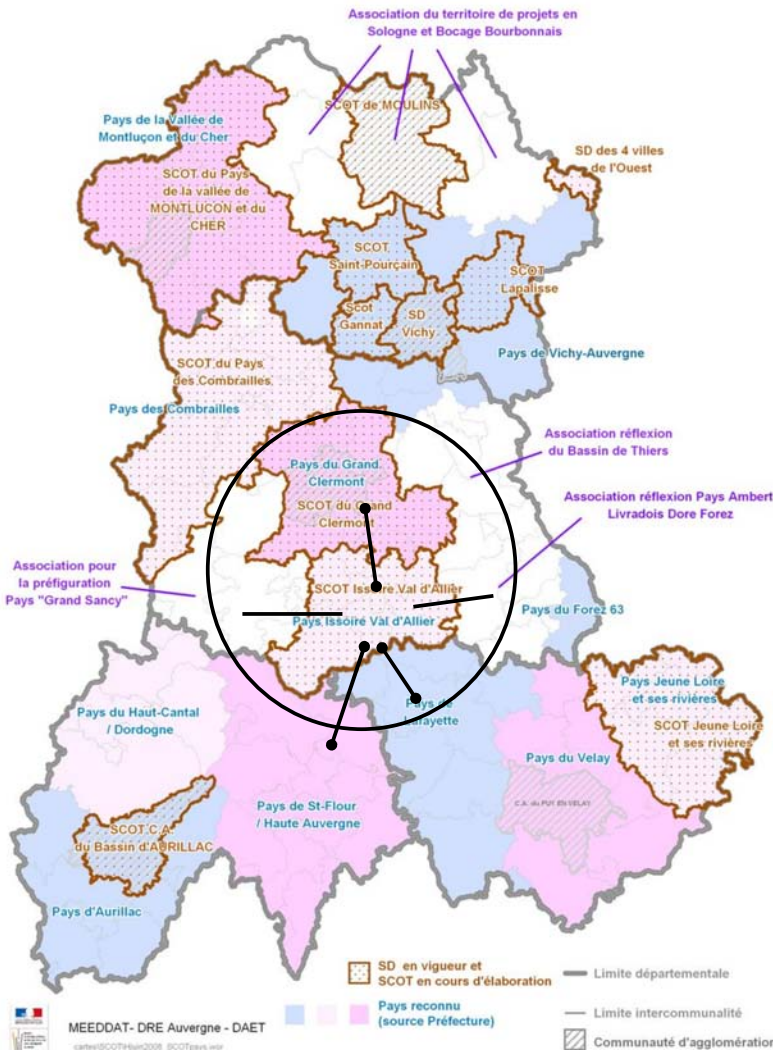 Association du territoire de projets en
Sologne et Bocage Bourbonnais
SCOT de MOULINS
Pays de la Vallée de
Montluçon et du Cher
SD des 4 villes
de l'Ouest
SCOT du Pays
de la vallée de
MONTLUCON et du
CHER
SCOT
Saint-Pourçain
SCOT
Lapalisse
Scot
Gannat
SD
Vichy
Pays de Vichy-Auvergne
SCOT du Pays
des Combrailles
Pays des Combrailles
Association réflexion
du Bassin de Thiers
Pays du Grand
Clermont
SCOT du Grand
Clermont
Association réflexion Pays Ambert
Livradois Dore Forez
Association pour
la préfiguration
Pays "Grand Sancy"
SCOT Issoire Val d'Allier
Pays Issoire Val d'Allier
Pays du Forez 63
Pays Jeune Loire
et ses rivières
SCOT Jeune Loire
et ses rivières
Pays du Haut-Cantal
/ Dordogne
Pays de
Lafayette
Pays du Velay
Pays de St-Flour
/ Haute Auvergne
C.A. du PUY EN VELAY
SCOT C.A.
du Bassin d'AURILLAC
Pays d'Aurillac
SD en vigueur et
SCOT en cours d'élaboration
Limite départementale
Pays reconnu
(source Préfecture)
Limite intercommunalité
Communauté d'agglomération
MEEDDAT- DRE Auvergne - DAET